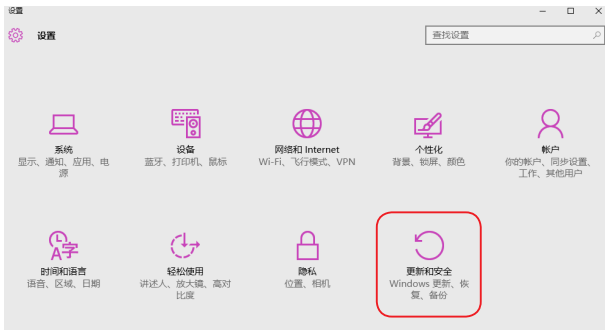 设置
设置
查找设置
系统
显示、通知、应用、电
源
设备
蓝牙、打印机、鼠标
网络和 Internet
Wi-Fi、飞行模式、VPN
个性化
背景、锁屏、颜色
帐户
你的帐户、同步设置、
工作、其他用户
时间和语言
语音、区域、日期
轻松使用
讲述人、放大镜、高对
比度
隐私
位置、相机
更新和安全
Windows 更新、恢
复、备份